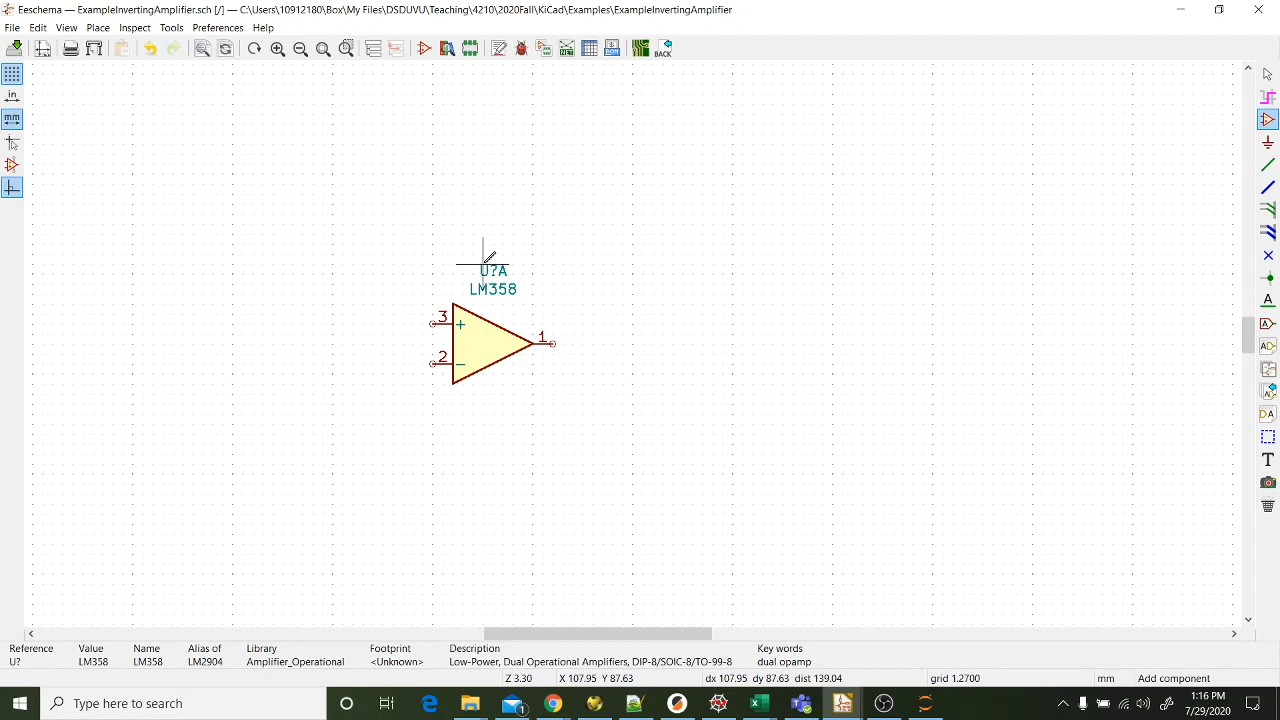 Eeschema — ExampleInvertingAmplifier.sch [/] — C:\Users\10912180\Box\My Files\DSDUVU\Teaching\4210\2020Fall\KiCad\Examples\ExampleInvertingAmplifier
File Edit View Place Inspect Tools Preferences Help
BACK
in
mm
U?A
LM358
3
+
1
2
−
A
A
A
DA
T
Reference Value Name Alias of Library Footprint Description Key words
U? LM358 LM358 LM2904 Amplifier_Operational <Unknown> Low-Power, Dual Operational Amplifiers, DIP-8/SOIC-8/TO-99-8 dual opamp
Z 3.30 X 107.95 Y 87.63 dx 107.95 dy 87.63 dist 139.04 grid 1.2700 mm Add component
Type here to search
1
1:16 PM
7/29/2020